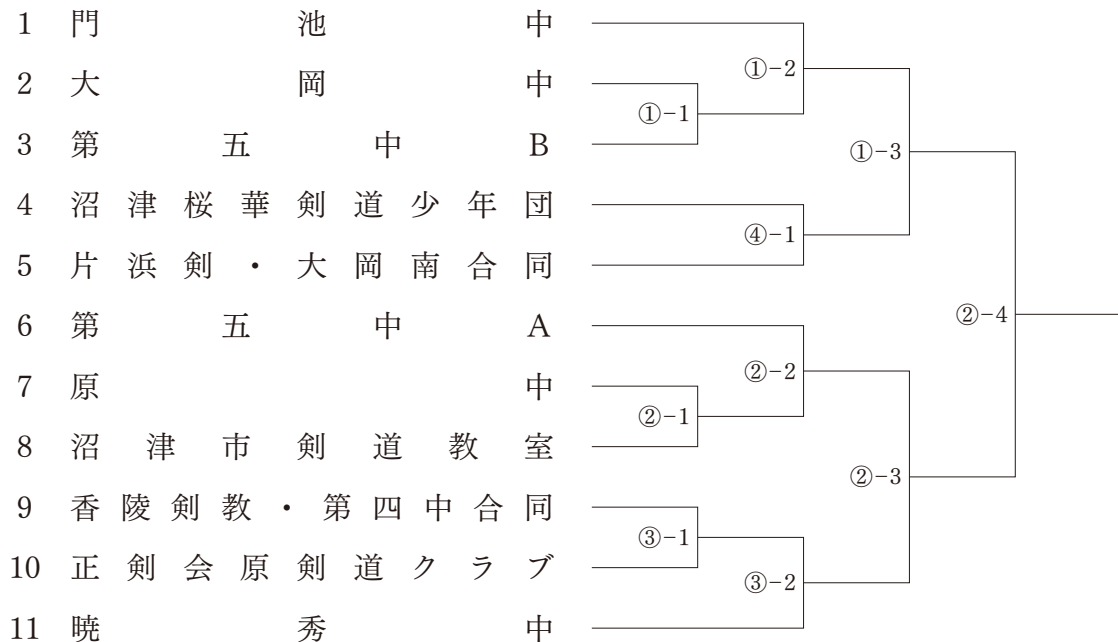 1 門池中
①-2
2 大岡中
①-1
3 第五中B
①-3
4 沼津桜華剣道少年団
④-1
5 片浜剣・大岡南合同
6 第五中A
②-4
②-2
7 原中
②-1
8 沼津市剣道教室
②-3
9 香陵剣教・第四中合同
③-1
10 正剣会原剣道クラブ
③-2
11 暁秀中